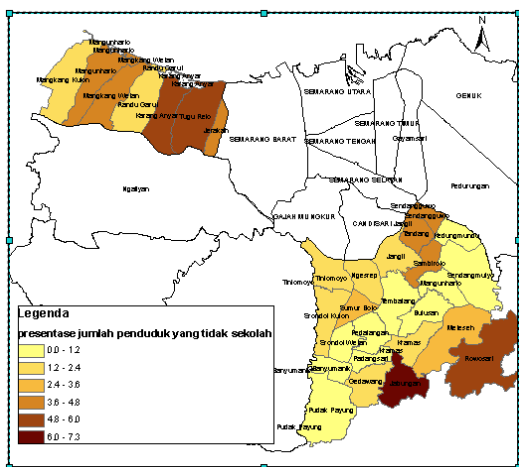 N
Mangunharjo
Mangunharjo
Mangkang Wetan
Randu Garut
Karang Anyar
Karang Anyar
Mangkang Kulon
Mangunharjo
Mangkang Wetan
Randu Garut
Karang Anyar
Tugu Rejo
Jerakah
SEMARANG UTARA
GENUK
SEMARANG TIMUR
SEMARANG BARAT
SEMARANG TENGAH
Gayamsari
SEMARANG SELATAN
Ngaliyan
Pedurungan
GAJAH MUNGKUR
CANDISARI
Jangli
Sendangguwo
Sendangguwo
Tandang
Kedungmundu
Jangli
Sambiroto
Tinjomoyo
Tinjomoyo
Ngesrep
Sendangmulyo
Mangunharjo
Tembalang
Srondol Kulon
Sumur Boto
Bulusan
Pedalangan
Meteseh
Srondol Wetan
Kramas
Kramas
Padangsari
Rowosari
Banyumanik
Banyumanik
Gedawang
Jabungan
Pudak Payung
Pudak Payung
Legenda
presentase jumlah penduduk yang tidak sekolah
0.0 - 1.2
1.2 - 2.4
2.4 - 3.6
3.6 - 4.8
4.8 - 6.0
6.0 - 7.3